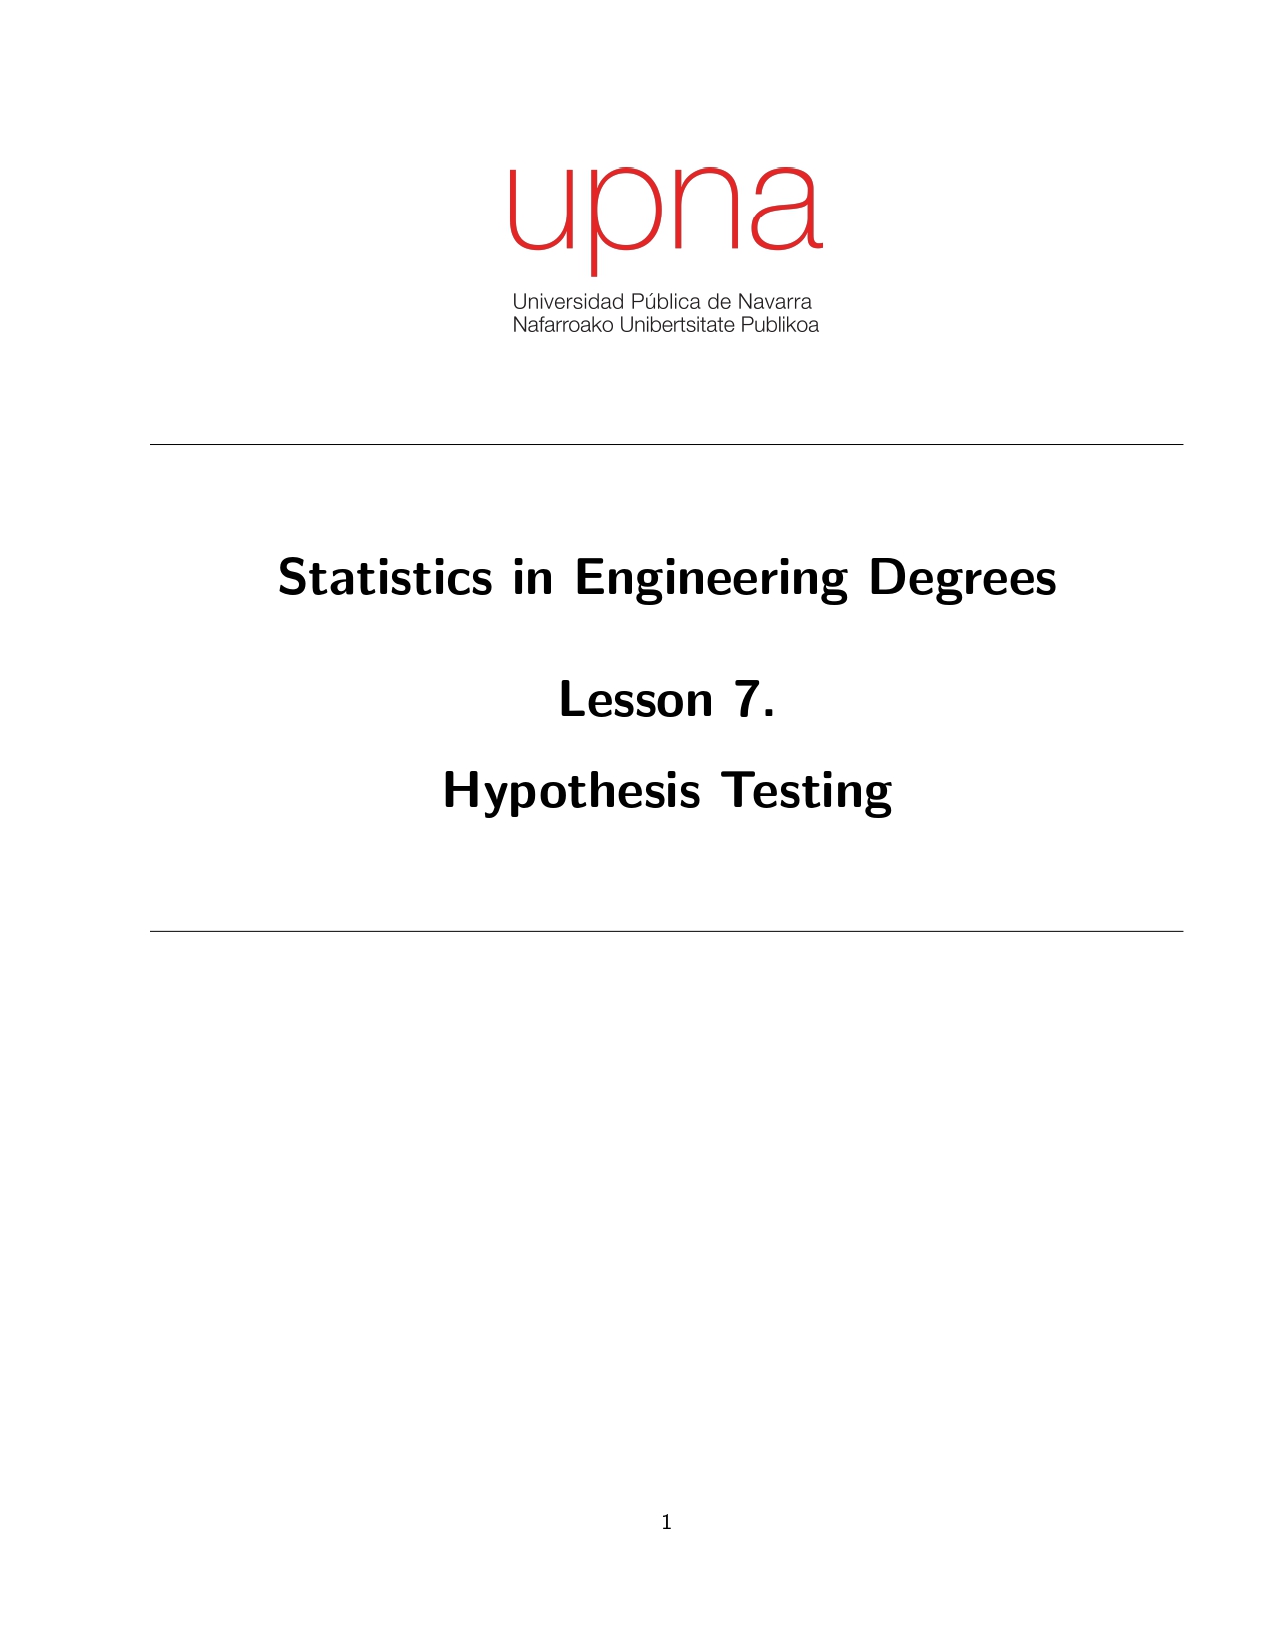 upna
Universidad Pública de Navarra
Nafarroako Unibertsitate Publikoa
Statistics in Engineering Degrees
Lesson 7.
Hypothesis Testing
1